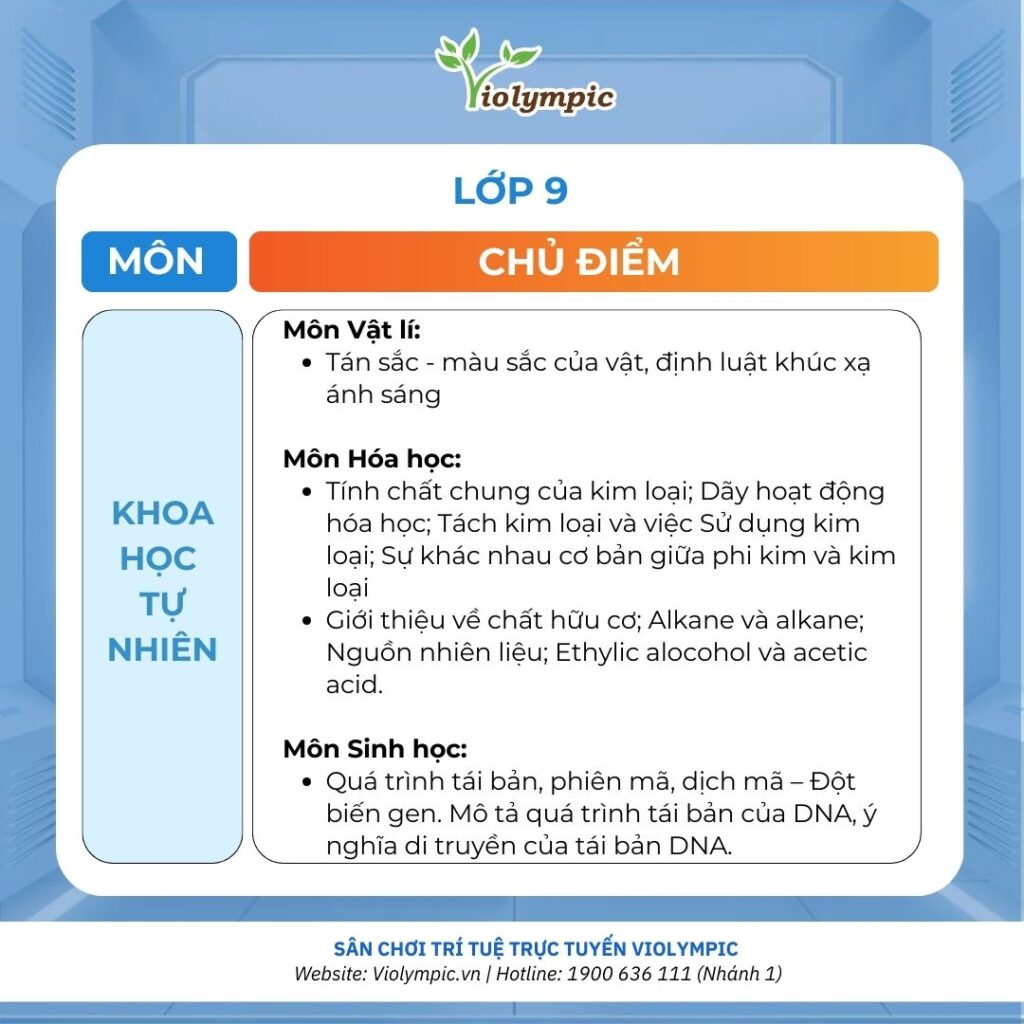 Violympic
LỚP 9
MÔN
CHỦ ĐIỂM
KHOA
HỌC
TỰ
NHIÊN
Môn Vật lí:
• Tán sắc - màu sắc của vật, định luật khúc xạ
ánh sáng
Môn Hóa học:
• Tính chất chung của kim loại; Dãy hoạt động
hóa học; Tách kim loại và việc Sử dụng kim
loại; Sự khác nhau cơ bản giữa phi kim và kim
loại
• Giới thiệu về chất hữu cơ; Alkane và alkane;
Nguồn nhiên liệu; Ethylic alocohol và acetic
acid.
Môn Sinh học:
• Quá trình tái bản, phiên mã, dịch mã – Đột
biến gen. Mô tả quá trình tái bản của DNA, ý
nghĩa di truyền của tái bản DNA.
SÂN CHƠI TRÍ TUỆ TRỰC TUYẾN VIOLYMPIC
Website: Violympic.vn | Hotline: 1900 636 111 (Nhánh 1)